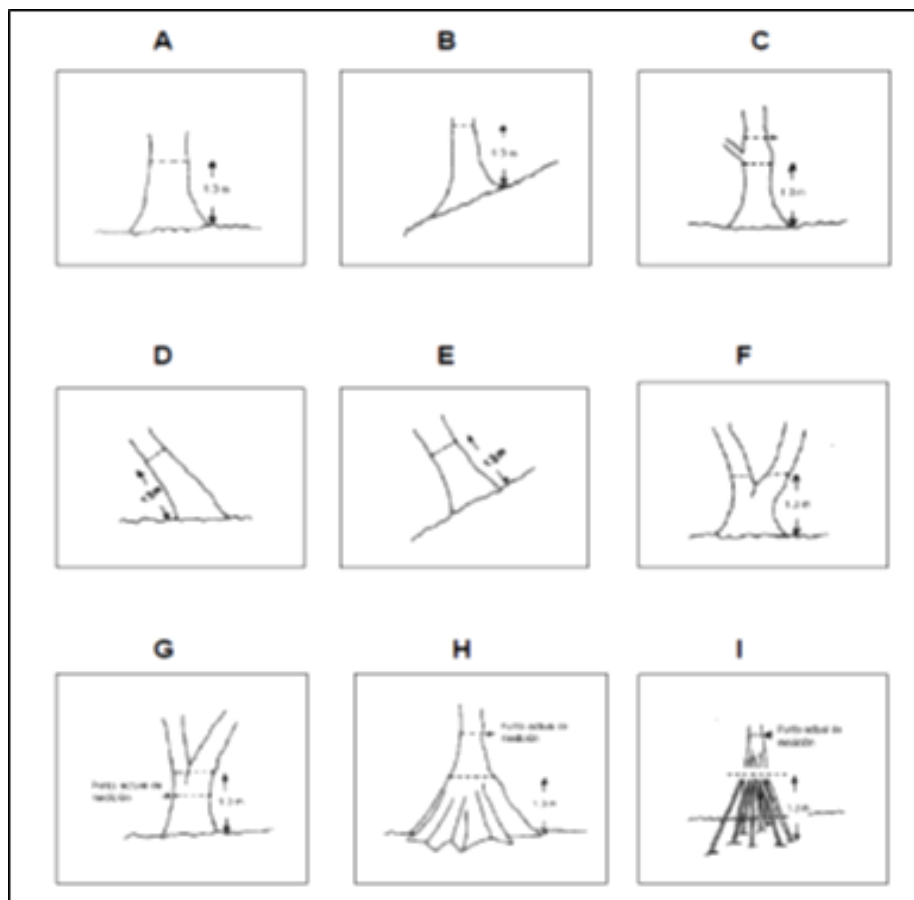 A
B
C
1.3 m
1.3 m
1.3 m
D
E
F
1.3m
1.3m
1.3 m
G
H
I
Punto actual de
medición
1.3 m
Punto actual de
medición
1.3 m
Punto actual de
medición
1.3 m